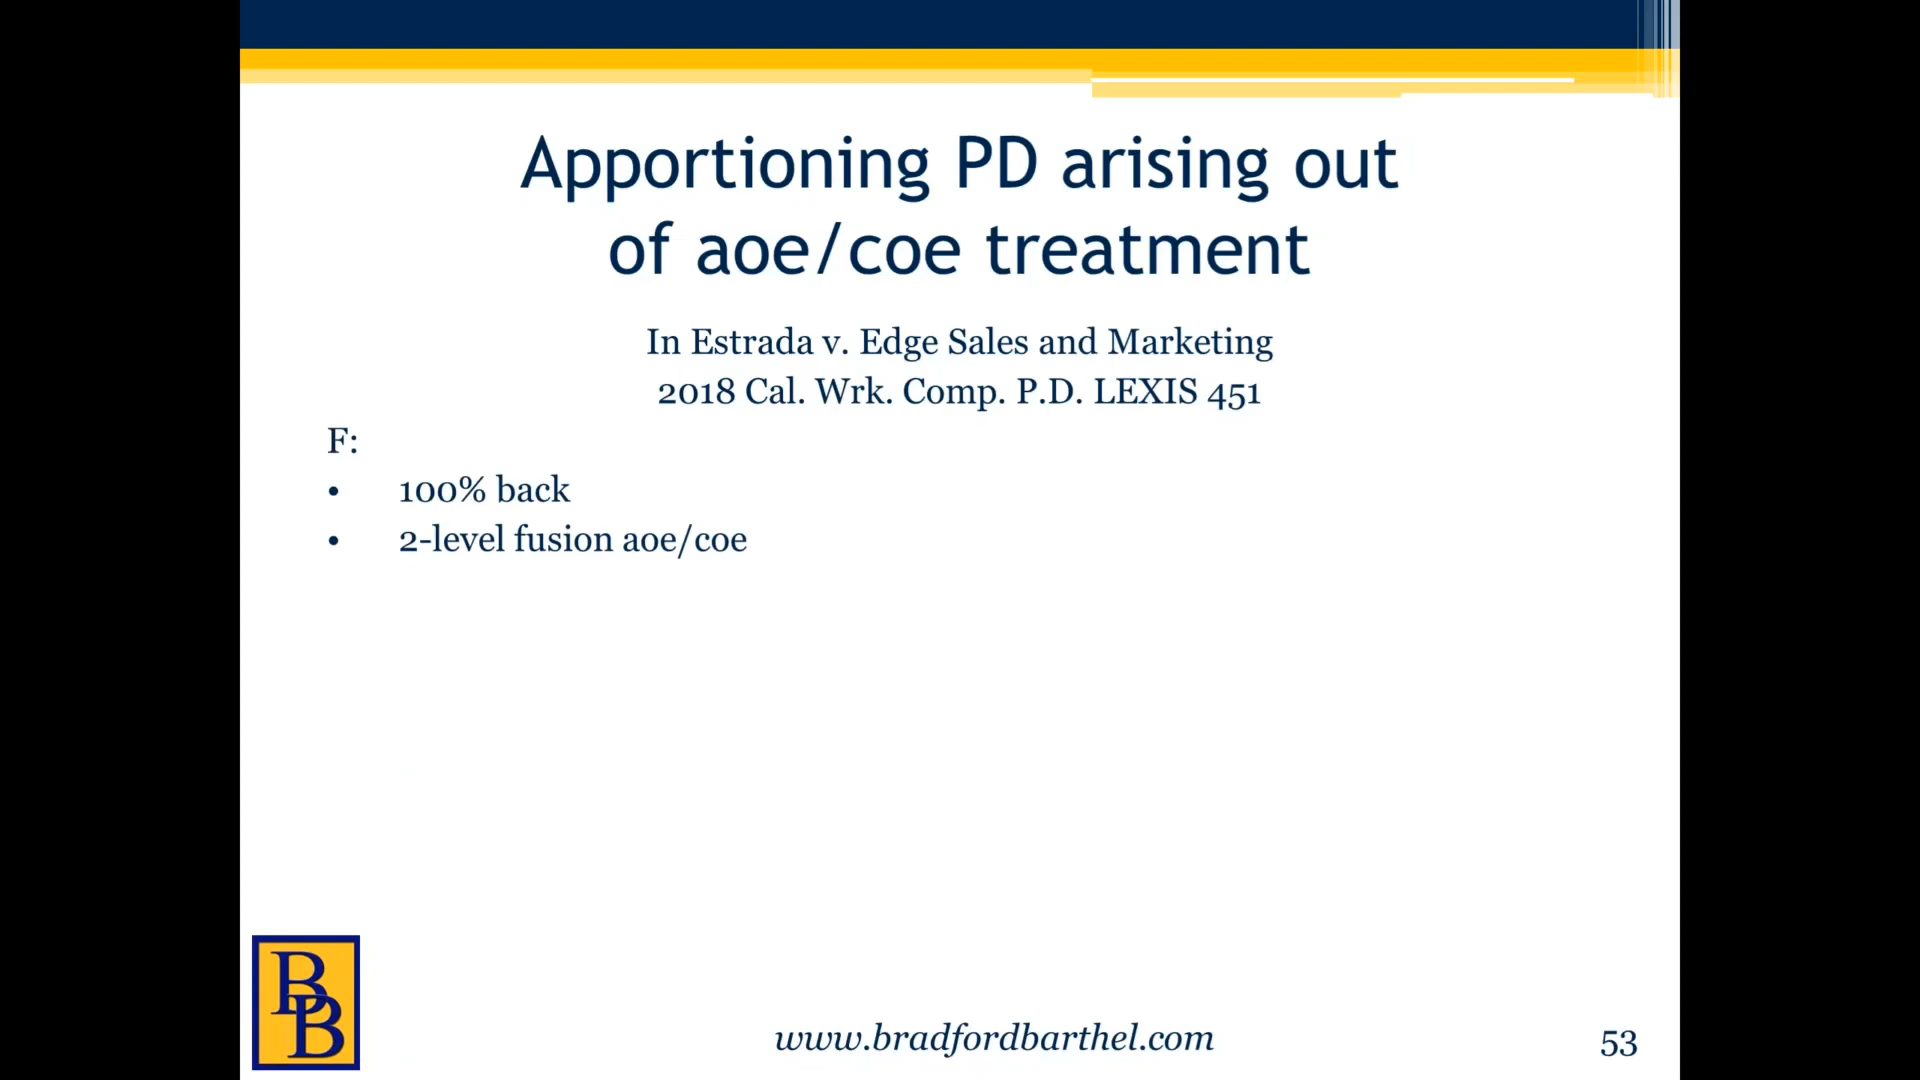 Apportioning PD arising out
of aoe/coe treatment
In Estrada v. Edge Sales and Marketing
2018 Cal. Wrk. Comp. P.D. LEXIS 451
F:
• 100% back
• 2-level fusion aoe/coe
BB
www.bradfordbarthel.com
53